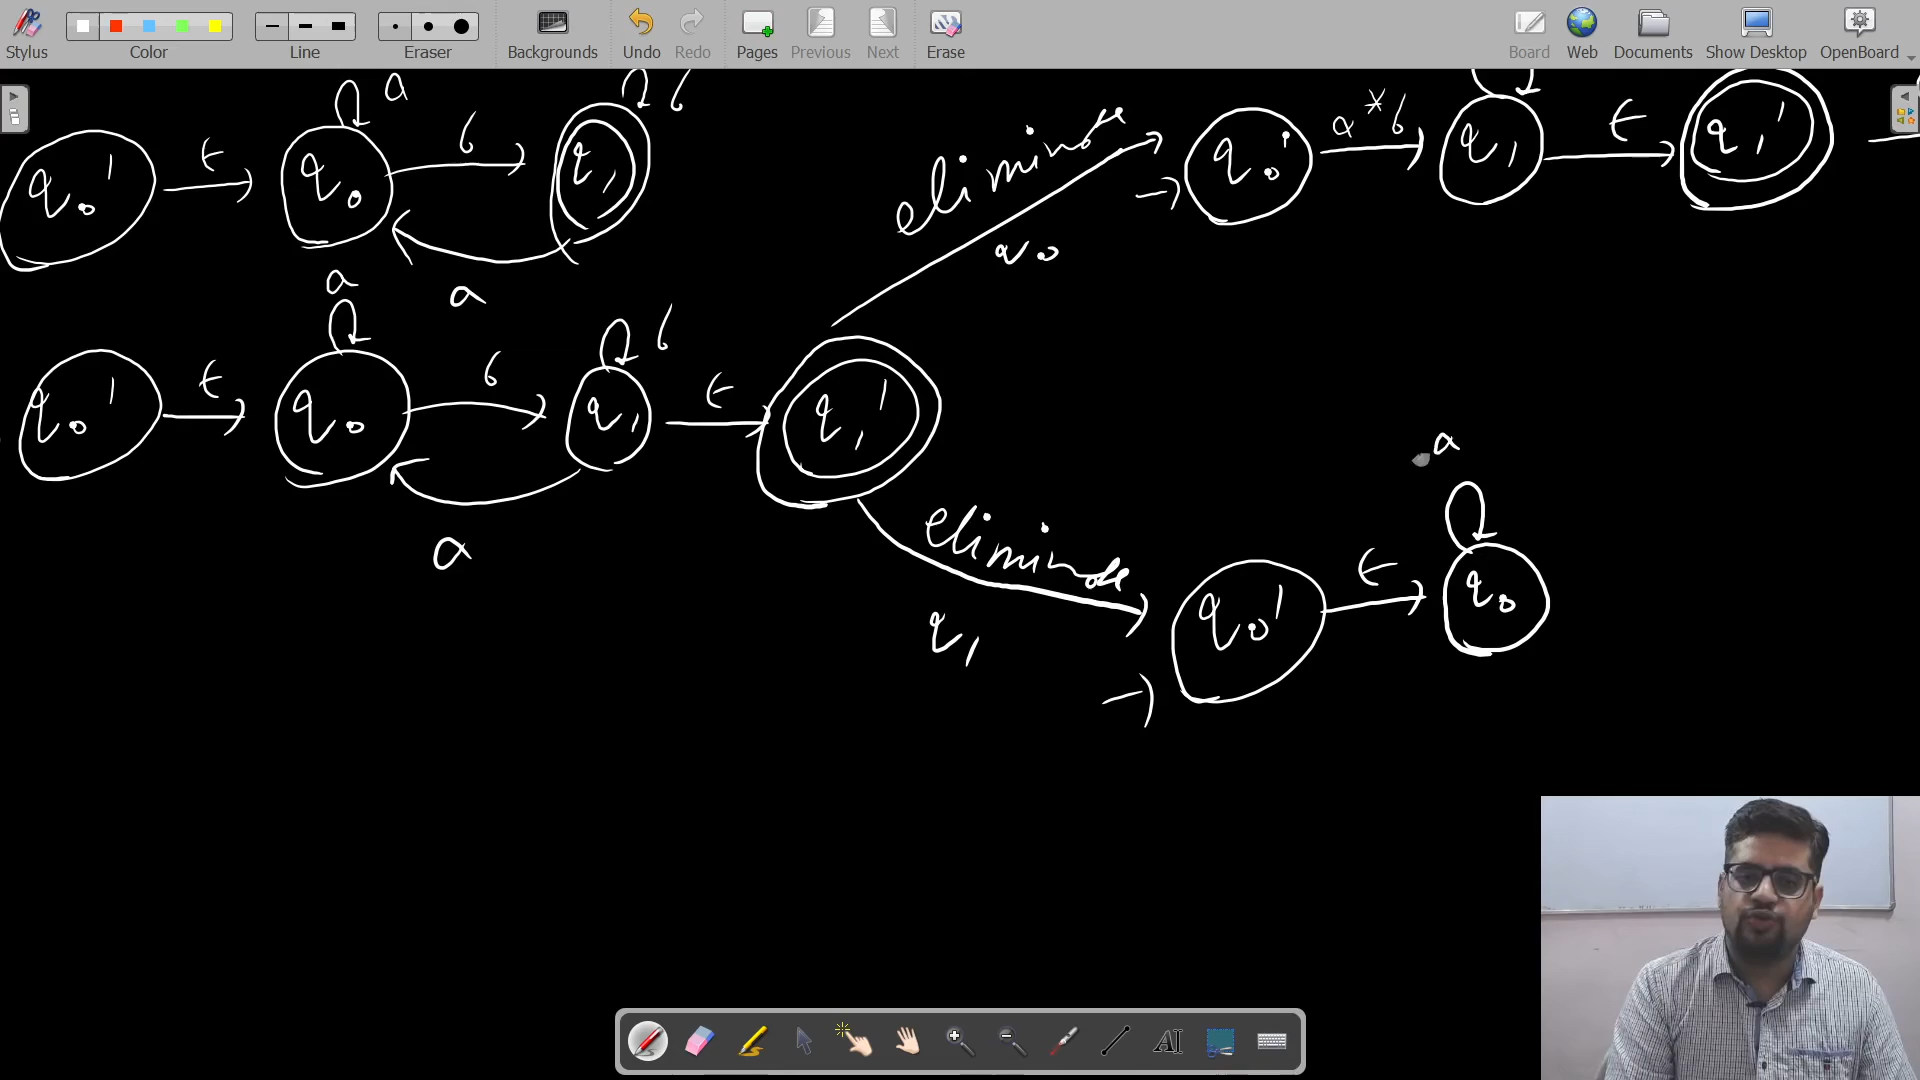 Stylus Color Line Eraser Backgrounds Undo Redo Pages Previous Next Erase Board Web Documents Show Desktop OpenBoard
a b
q₀' ε q₀ b q₁
a
eliminate
q₀
q₀' a*b q₁ ε q₁'
a b
q₀' ε q₀ b q₁ ε q₁'
a
eliminate
q₁
a
q₀' ε q₀
AI